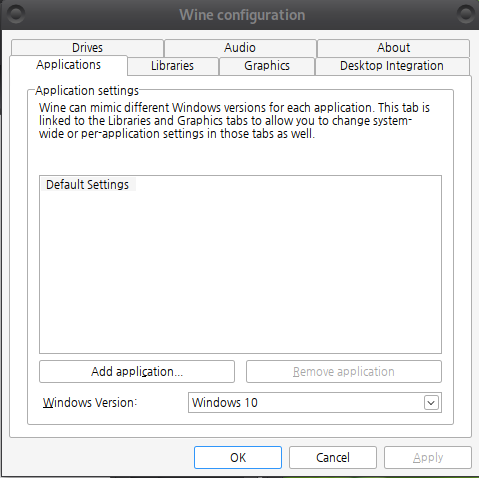 Wine configuration
Drives
Audio
About
Applications
Libraries
Graphics
Desktop Integration
Application settings
Wine can mimic different Windows versions for each application. This tab is
linked to the Libraries and Graphics tabs to allow you to change system-
wide or per-application settings in those tabs as well.
Default Settings
Add application...
Remove application
Windows Version:
Windows 10
OK
Cancel
Apply